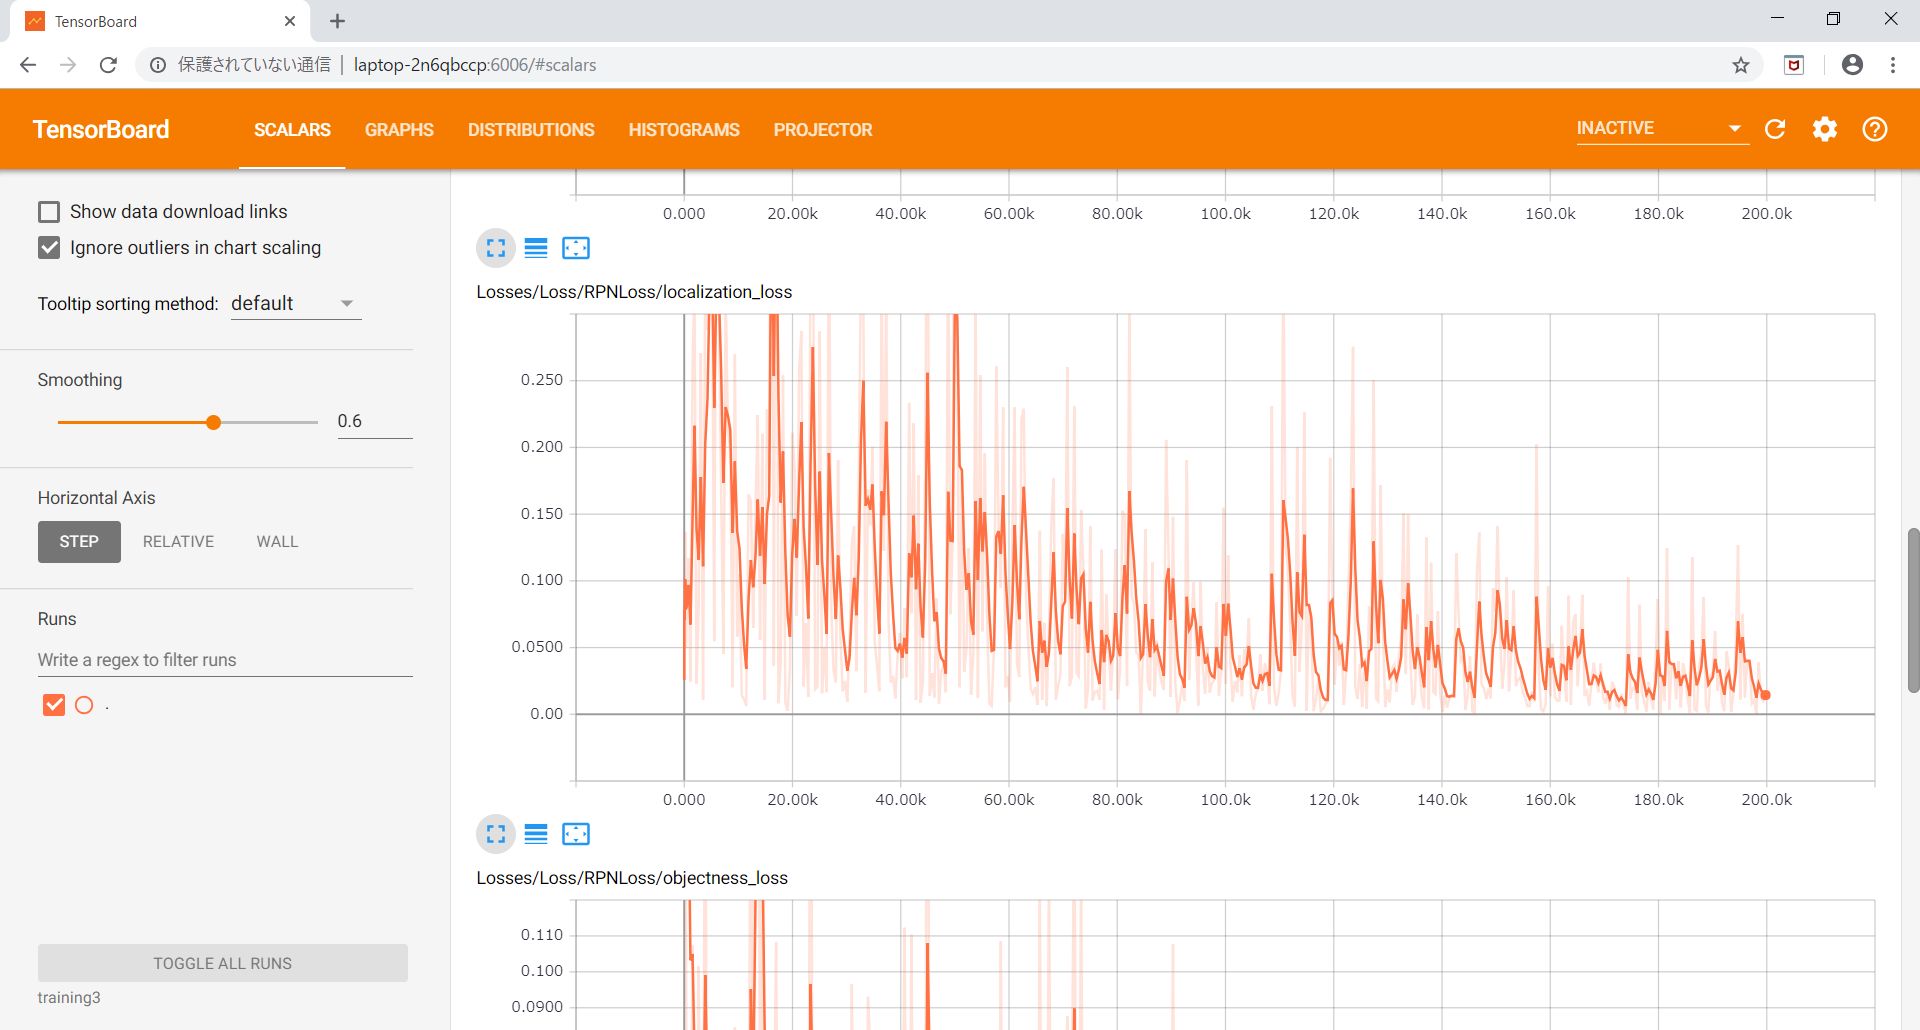 TensorBoard
保護されていない通信 | laptop-2n6qbccp:6006/#scalars
TensorBoard SCALARS GRAPHS DISTRIBUTIONS HISTOGRAMS PROJECTOR INACTIVE
Show data download links
Ignore outliers in chart scaling
Tooltip sorting method: default
Smoothing
0.6
Horizontal Axis
STEP RELATIVE WALL
Runs
Write a regex to filter runs
.
TOGGLE ALL RUNS
training3
0.000 20.00k 40.00k 60.00k 80.00k 100.0k 120.0k 140.0k 160.0k 180.0k 200.0k
Losses/Loss/RPNLoss/localization_loss
0.250
0.200
0.150
0.100
0.0500
0.00
0.000 20.00k 40.00k 60.00k 80.00k 100.0k 120.0k 140.0k 160.0k 180.0k 200.0k
Losses/Loss/RPNLoss/objectness_loss
0.110
0.100
0.0900